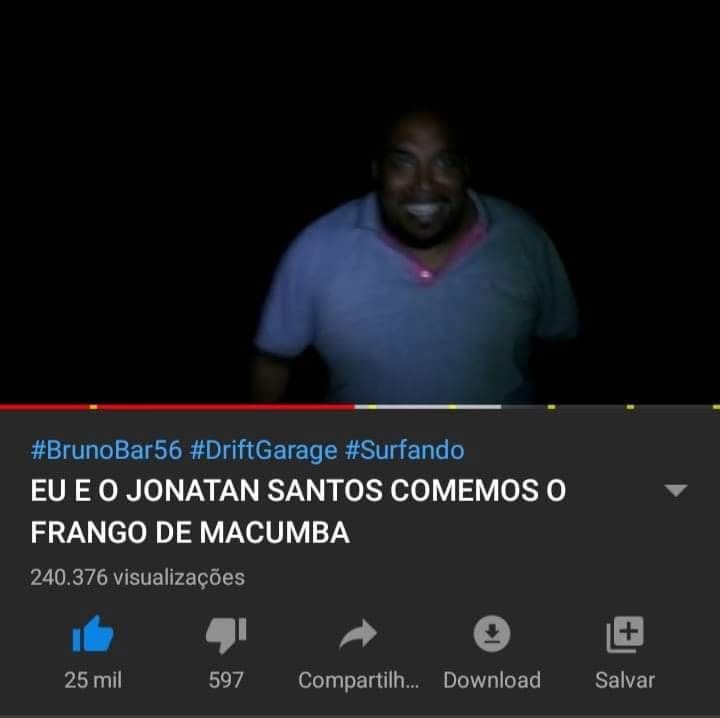 #BrunoBar56 #DriftGarage #Surfando
EU E O JONATAN SANTOS COMEMOS O
FRANGO DE MACUMBA
240.376 visualizações
25 mil 597 Compartilh... Download Salvar